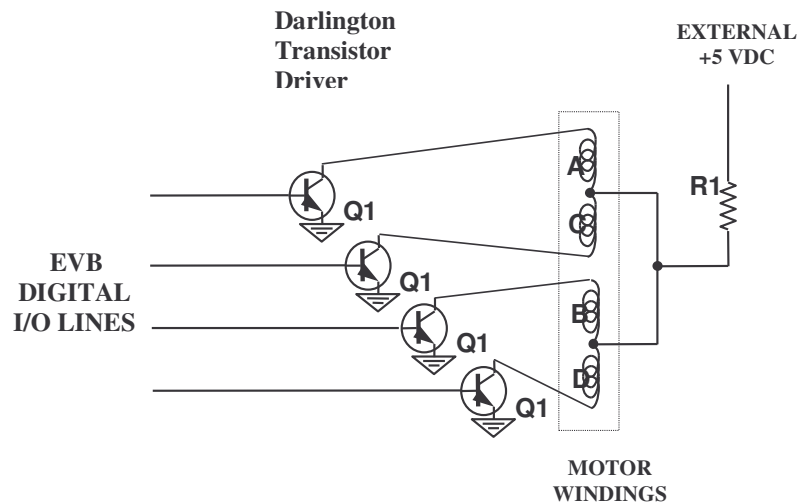 Darlington
Transistor
Driver
EXTERNAL
+5 VDC
A
R1
Q1
C
EVB
DIGITAL
I/O LINES
Q1
B
Q1
D
Q1
MOTOR
WINDINGS